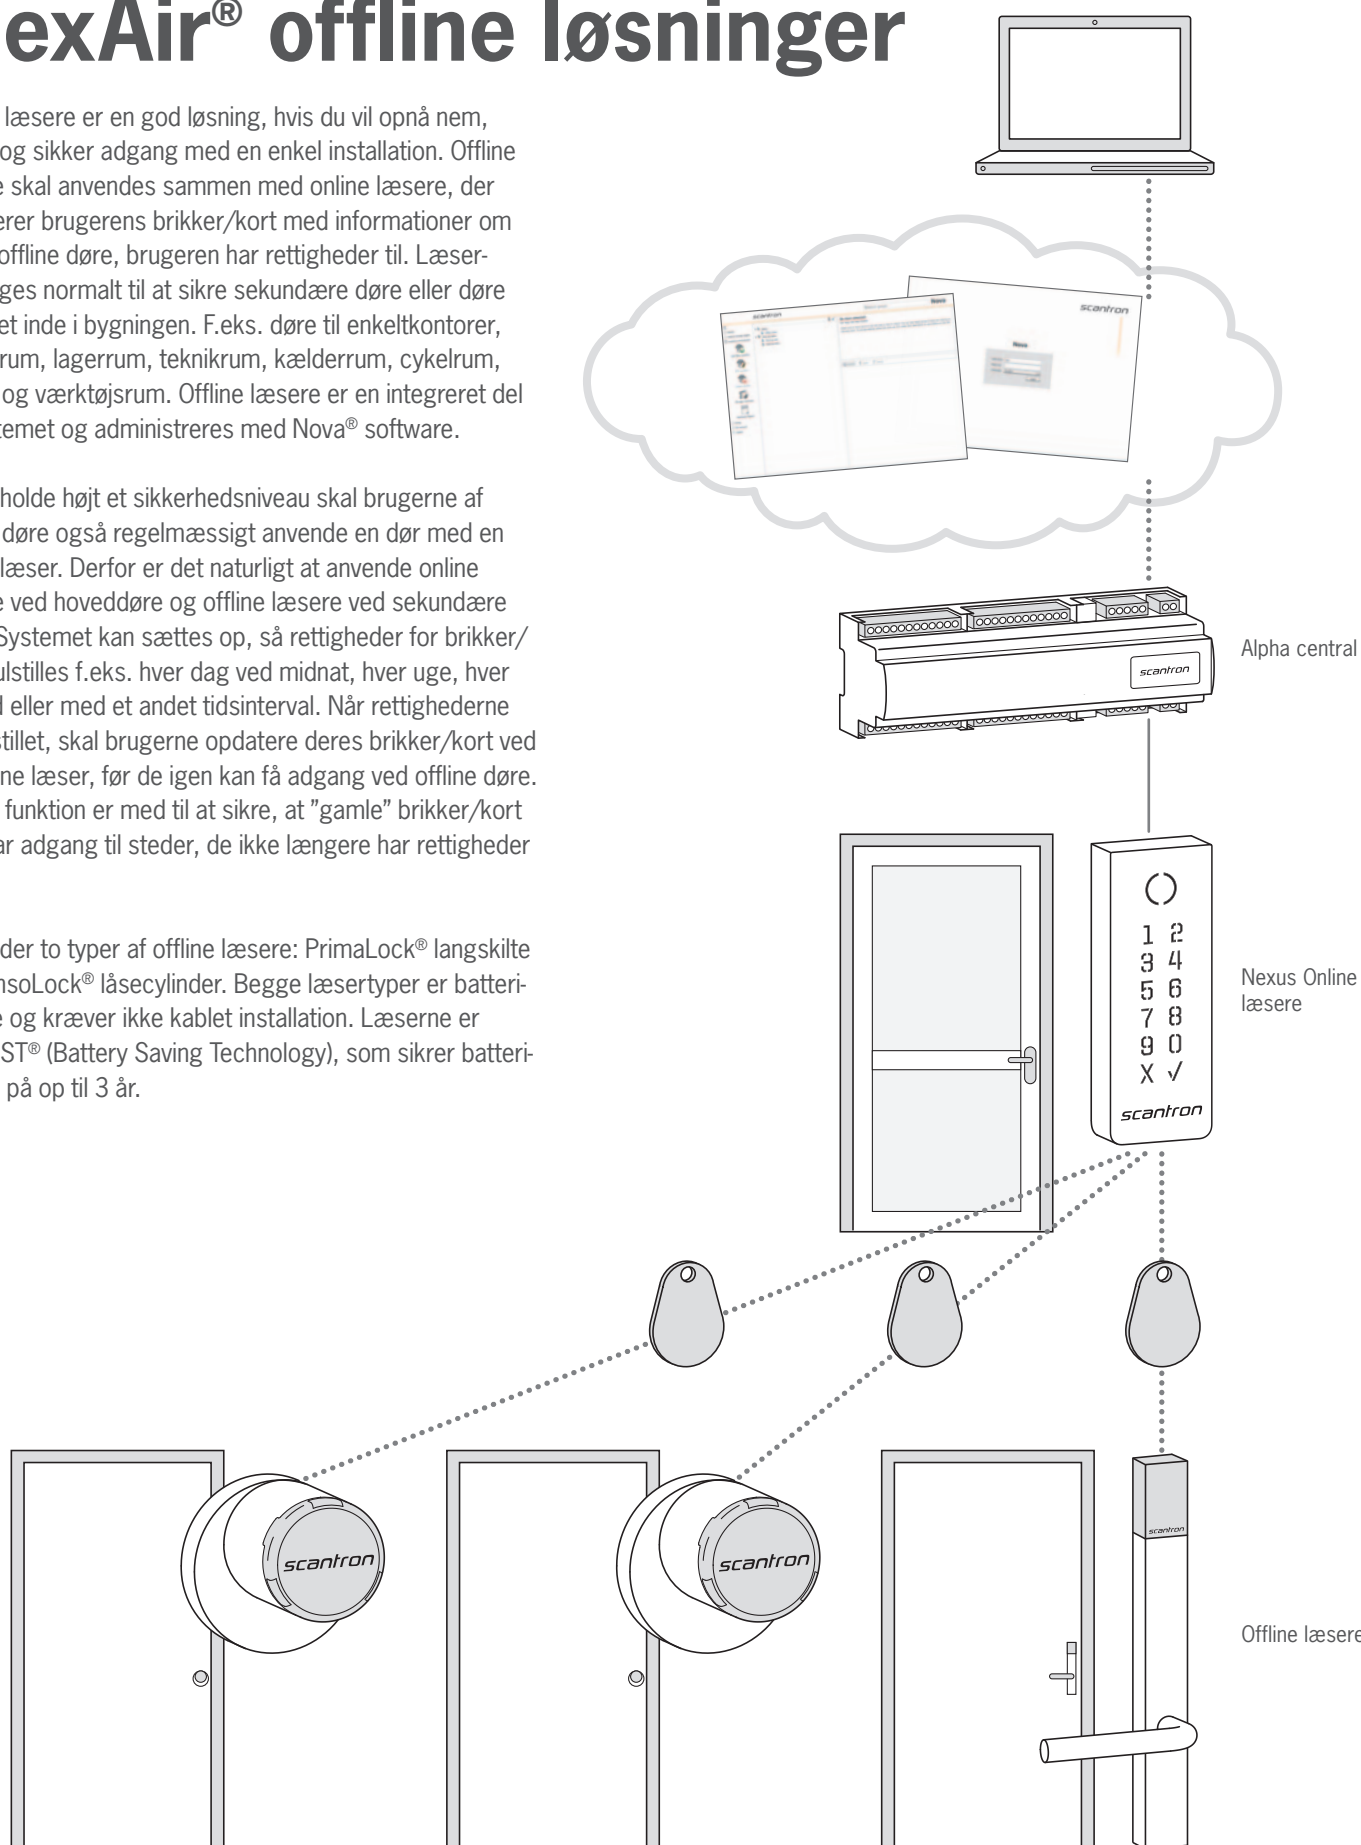 exAir® offline løsninger
læsere er en god løsning, hvis du vil opnå nem,
og sikker adgang med en enkel installation. Offline
e skal anvendes sammen med online læsere, der
erer brugerens brikker/kort med informationer om
offline døre, brugeren har rettigheder til. Læser-
ges normalt til at sikre sekundære døre eller døre
et inde i bygningen. F.eks. døre til enkeltkontorer,
rum, lagerrum, teknikrum, kælderrum, cykelrum,
og værktøjsrum. Offline læsere er en integreret del
temet og administreres med Nova® software.
holde højt et sikkerhedsniveau skal brugerne af
døre også regelmæssigt anvende en dør med en
læser. Derfor er det naturligt at anvende online
e ved hoveddøre og offline læsere ved sekundære
Systemet kan sættes op, så rettigheder for brikker/
ulstilles f.eks. hver dag ved midnat, hver uge, hver
d eller med et andet tidsinterval. Når rettighederne
stillet, skal brugerne opdatere deres brikker/kort ved
ne læser, før de igen kan få adgang ved offline døre.
funktion er med til at sikre, at ”gamle” brikker/kort
ar adgang til steder, de ikke længere har rettigheder
der to typer af offline læsere: PrimaLock® langskilte
nsoLock® låsecylinder. Begge læsertyper er batteri-
e og kræver ikke kablet installation. Læserne er
ST® (Battery Saving Technology), som sikrer batteri-
på op til 3 år.
scantron
Nova
scantron
Nova
scantron
Alpha central
1 2
3 4
5 6
7 8
9 0
X ✓
scantron
Nexus Online
læsere
scantron
scantron
scantron
Offline læsere